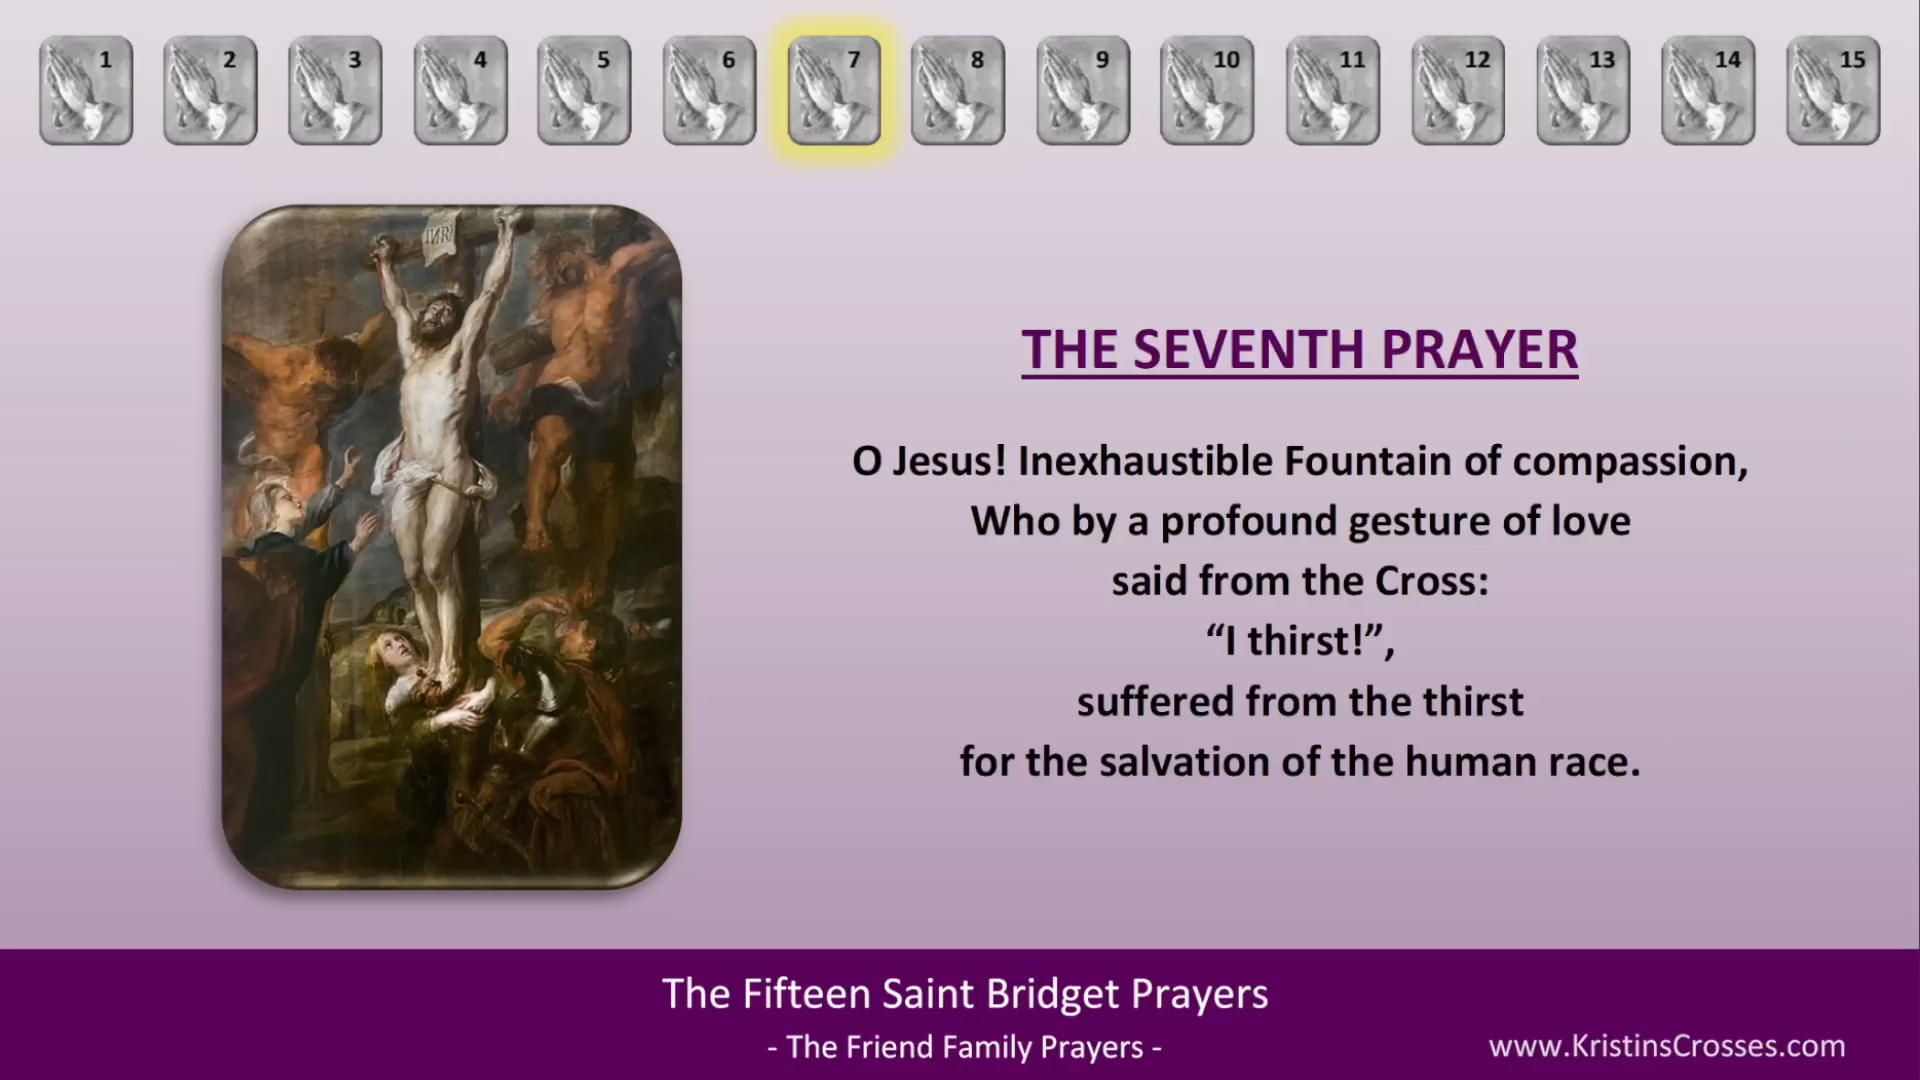 1 2 3 4 5 6 7 8 9 10 11 12 13 14 15
INRI
THE SEVENTH PRAYER
O Jesus! Inexhaustible Fountain of compassion,
Who by a profound gesture of love
said from the Cross:
“I thirst!”,
suffered from the thirst
for the salvation of the human race.
The Fifteen Saint Bridget Prayers
- The Friend Family Prayers -
www.KristinsCrosses.com